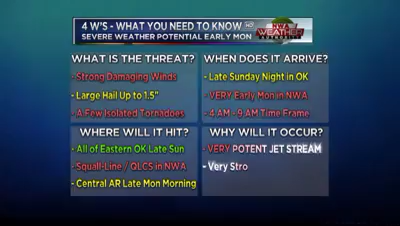 4 W'S - WHAT YOU NEED TO KNOW HD
SEVERE WEATHER POTENTIAL EARLY MON
NWA
WEATHER
AUTHORITY
WHAT IS THE THREAT?
- Strong Damaging Winds
- Large Hail Up to 1.5"
- A Few Isolated Tornadoes
WHEN DOES IT ARRIVE?
- Late Sunday Night in OK
- VERY Early Mon in NWA
- 4 AM - 9 AM Time Frame
WHERE WILL IT HIT?
- All of Eastern OK Late Sun
- Squall-Line / QLCS in NWA
- Central AR Late Mon Morning
WHY WILL IT OCCUR?
- VERY POTENT JET STREAM
- Very Stro